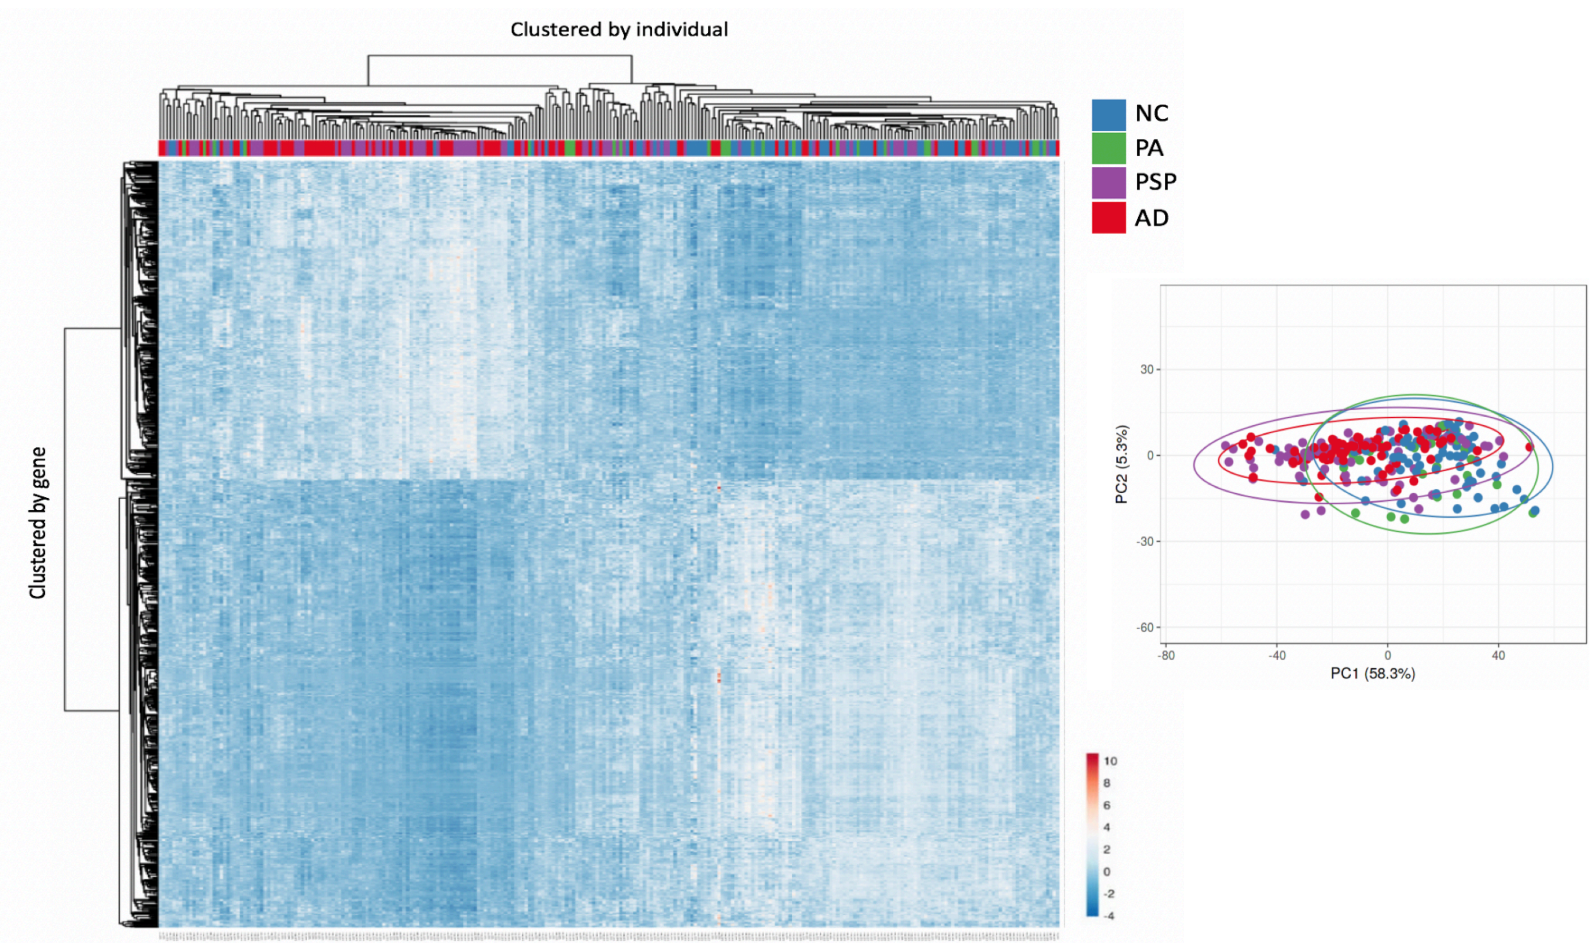 Clustered by individual
NC
PA
PSP
AD
Clustered by gene
30
0
-30
-60
PC2 (5.3%)
-80
-40
0
40
PC1 (58.3%)
10
8
6
4
2
0
-2
-4